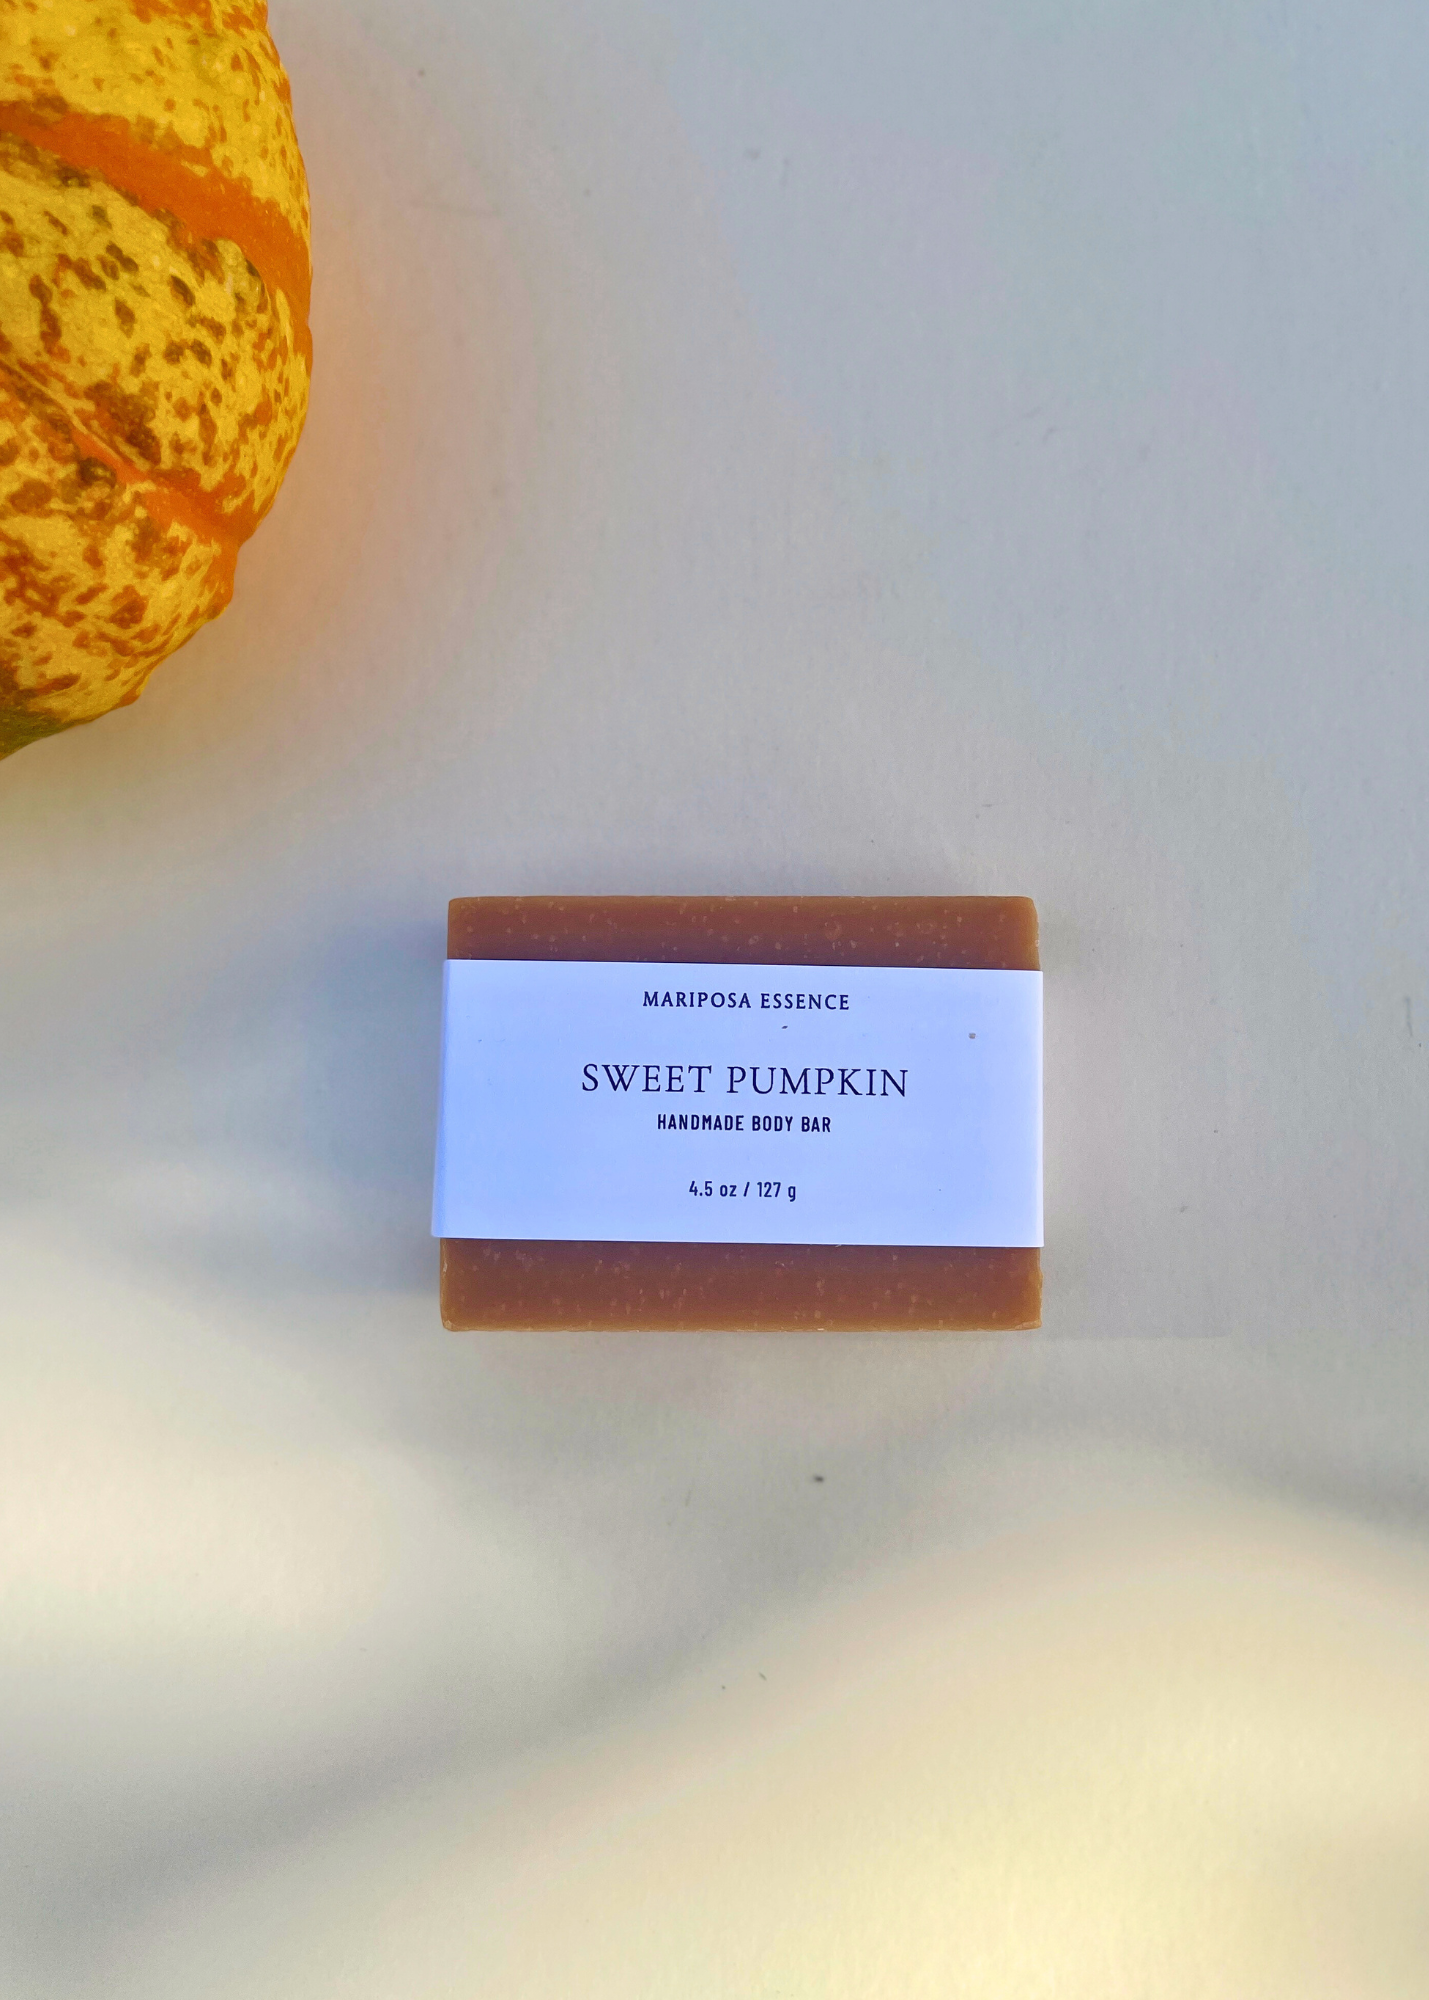 MARIPOSA ESSENCE
SWEET PUMPKIN
HANDMADE BODY BAR
4.5 oz / 127 g